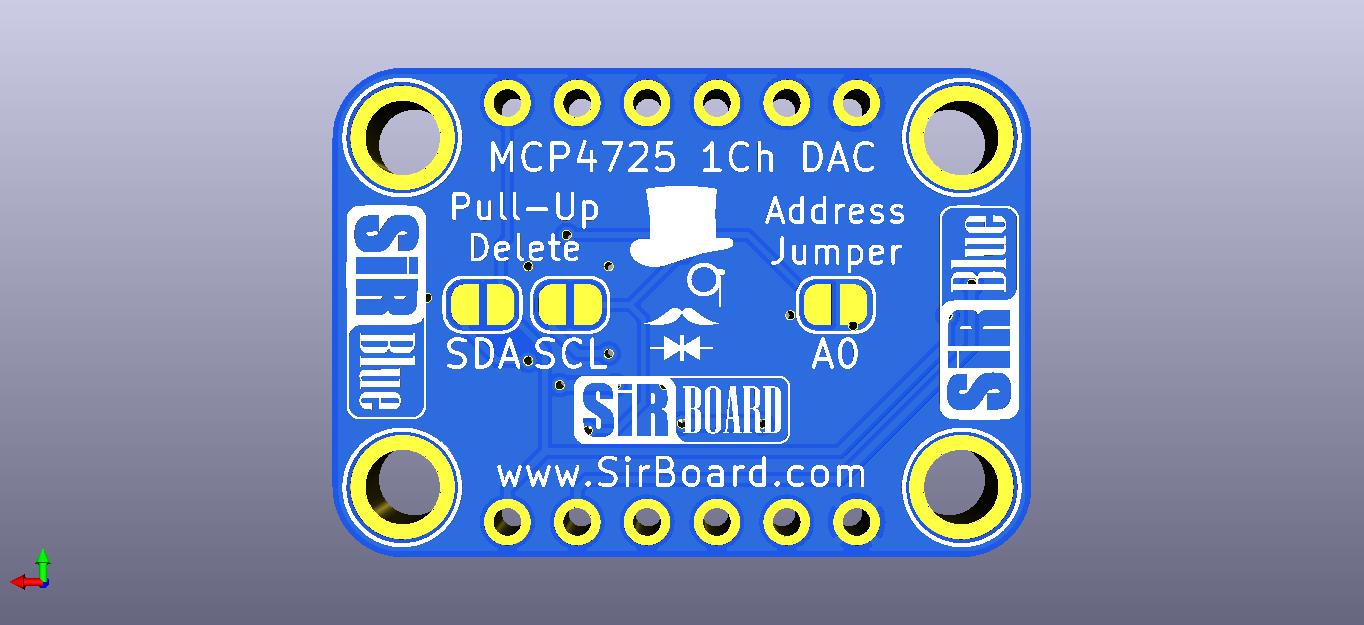 MCP4725 1Ch DAC
Pull-Up
Delete
Address
Jumper
SiR
Blue
SiR
Blue
SDA SCL
A0
SiR BOARD
www.SirBoard.com